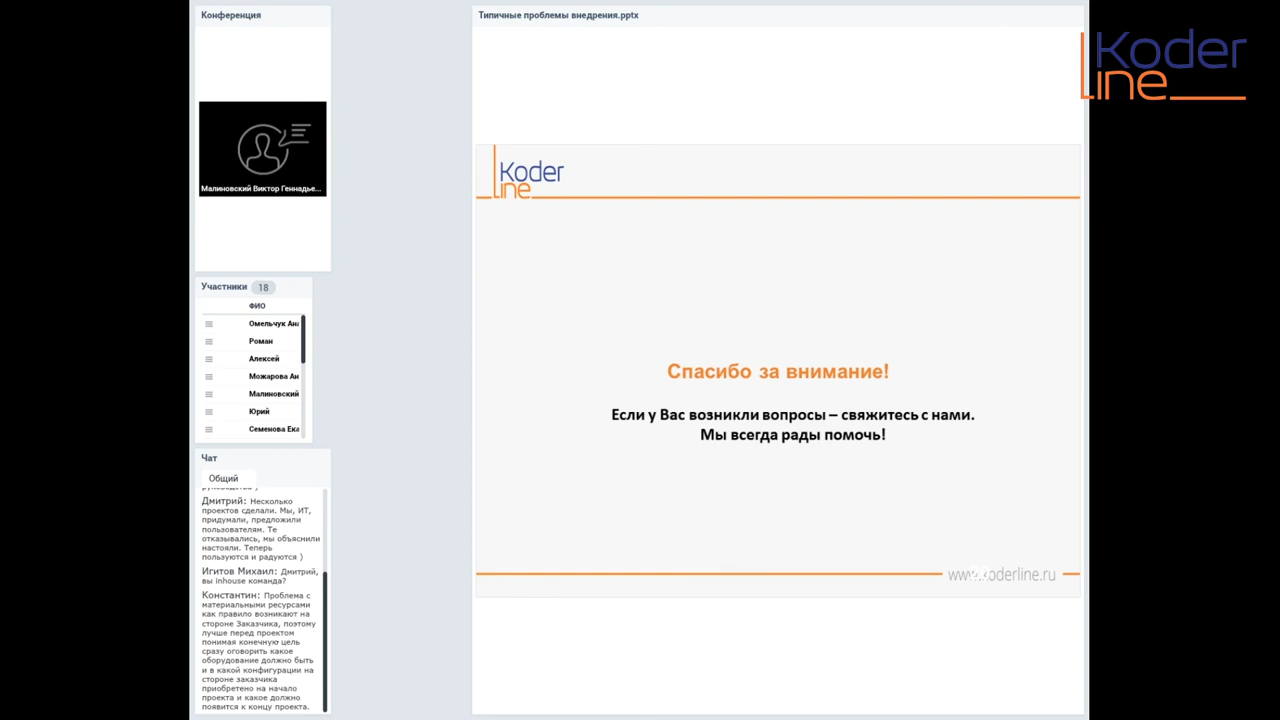 Конференция
Малиновский Виктор Геннадье...
Участники 18
ФИО
Омельчук Ан
Роман
Алексей
Можарова Ан
Малиновский
Юрий
Семенова Ека
Чат
Общий
Дмитрий: Несколько
проектов сделали. Мы, ИТ,
придумали, предложили
пользователям. Те
отказывались, мы объяснили
настояли. Теперь
пользуются и радуются )
Игитов Михаил: Дмитрий,
вы inhouse команда?
Константин: Проблема с
материальными ресурсами
как правило возникают на
стороне Заказчика, поэтому
лучше перед проектом
понимая конечную цель
сразу оговорить какое
оборудование должно быть
и в какой конфигурации на
стороне заказчика
приобретено на начало
проекта и какое должно
появится к концу проекта.
Типичные проблемы внедрения.pptx
Koder
Line
Спасибо за внимание!
Если у Вас возникли вопросы – свяжитесь с нами.
Мы всегда рады помочь!
www.koderline.ru
Koder
Line